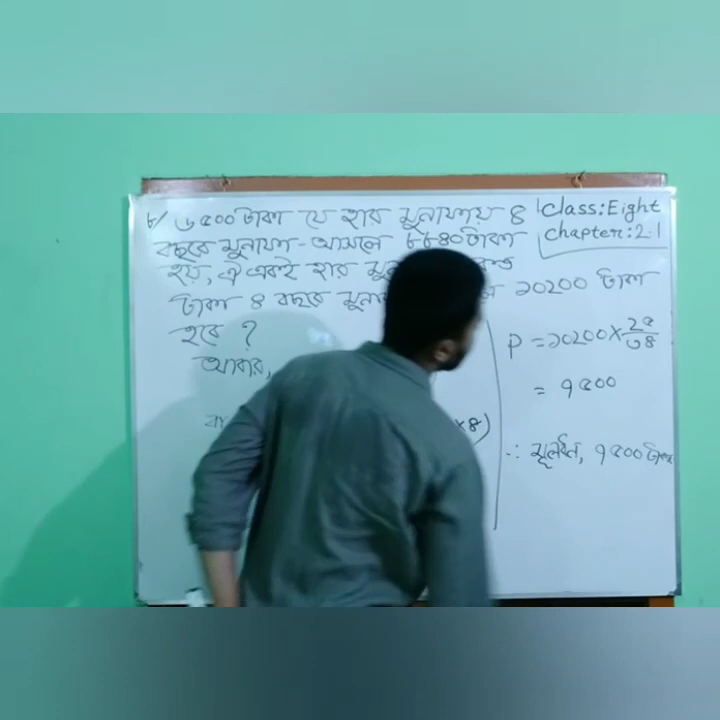 ৮/ ৬৫০০ টাকা যে হার মুনাফায় ৪
বছরে মুনাফা-আসলে ৮৮৪০ টাকা
হয়, ঐ একই হার
টাকা ৪ বছরে ১০২০০ টাকা
হবে ?
আবার,
×৪)
Class:Eight
Chapter:2.1
P = ১০২০০ × ২৫/৩৪
= ৭৫০০
∴ মূলধন, ৭৫০০ টাকা